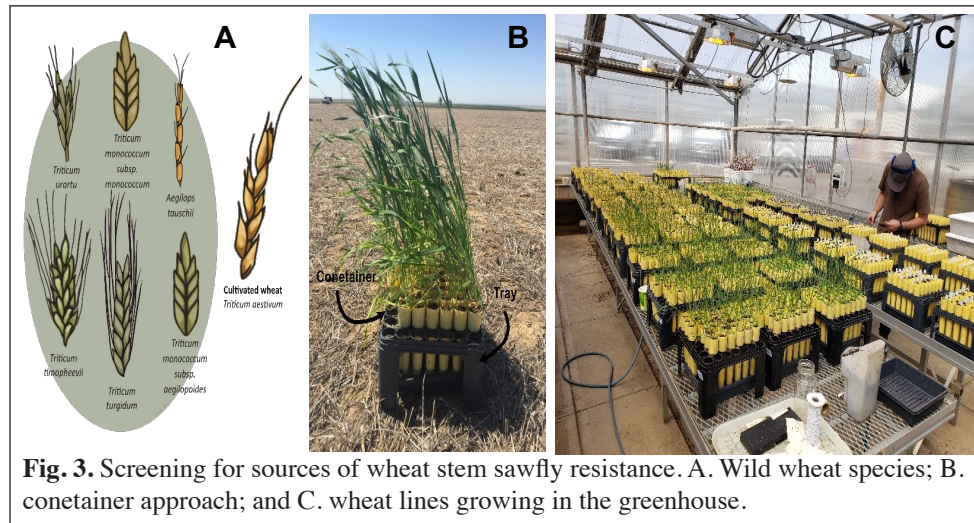 A
Triticum
urartu
Triticum
monococcum
subsp.
monococcum
Aegilops
tauschii
Triticum
timopheevii
Triticum
turgidum
Triticum
monococcum
subsp.
aegilopoides
Cultivated wheat
Triticum aestivum
B
Conetainer
Tray
C
Fig. 3. Screening for sources of wheat stem sawfly resistance. A. Wild wheat species; B.
conetainer approach; and C. wheat lines growing in the greenhouse.